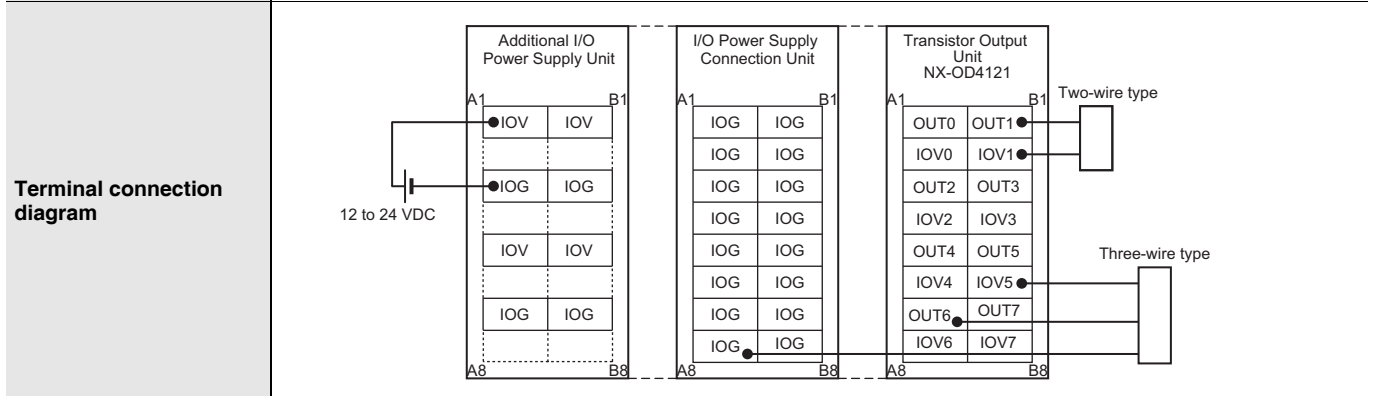 Terminal connection
diagram
Additional I/O
Power Supply Unit
I/O Power Supply
Connection Unit
Transistor Output
Unit
NX-OD4121
Two-wire type
A1 B1 A1 B1 A1 B1
IOV IOV IOG IOG OUT0 OUT1
IOG IOG IOV0 IOV1
IOG IOG IOG IOG OUT2 OUT3
12 to 24 VDC
IOG IOG IOV2 IOV3
IOV IOV IOG IOG OUT4 OUT5
Three-wire type
IOG IOG IOV4 IOV5
IOG IOG IOG IOG OUT6 OUT7
IOG IOG IOV6 IOV7
A8 B8 A8 B8 A8 B8